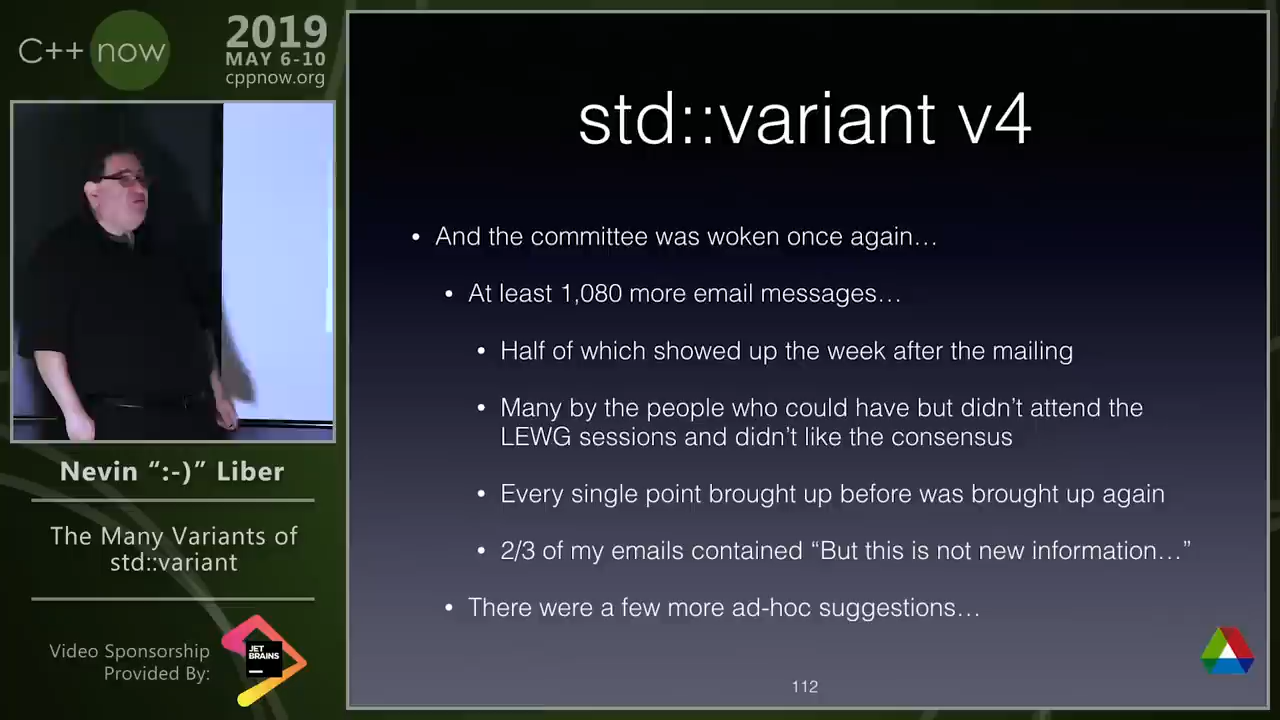 C++ now
2019
MAY 6-10
cppnow.org
Nevin “:-)” Liber
The Many Variants of
std::variant
Video Sponsorship
Provided By:
JET
BRAINS
std::variant v4
• And the committee was woken once again…
• At least 1,080 more email messages…
• Half of which showed up the week after the mailing
• Many by the people who could have but didn’t attend the
LEWG sessions and didn’t like the consensus
• Every single point brought up before was brought up again
• 2/3 of my emails contained “But this is not new information…”
• There were a few more ad-hoc suggestions…
112